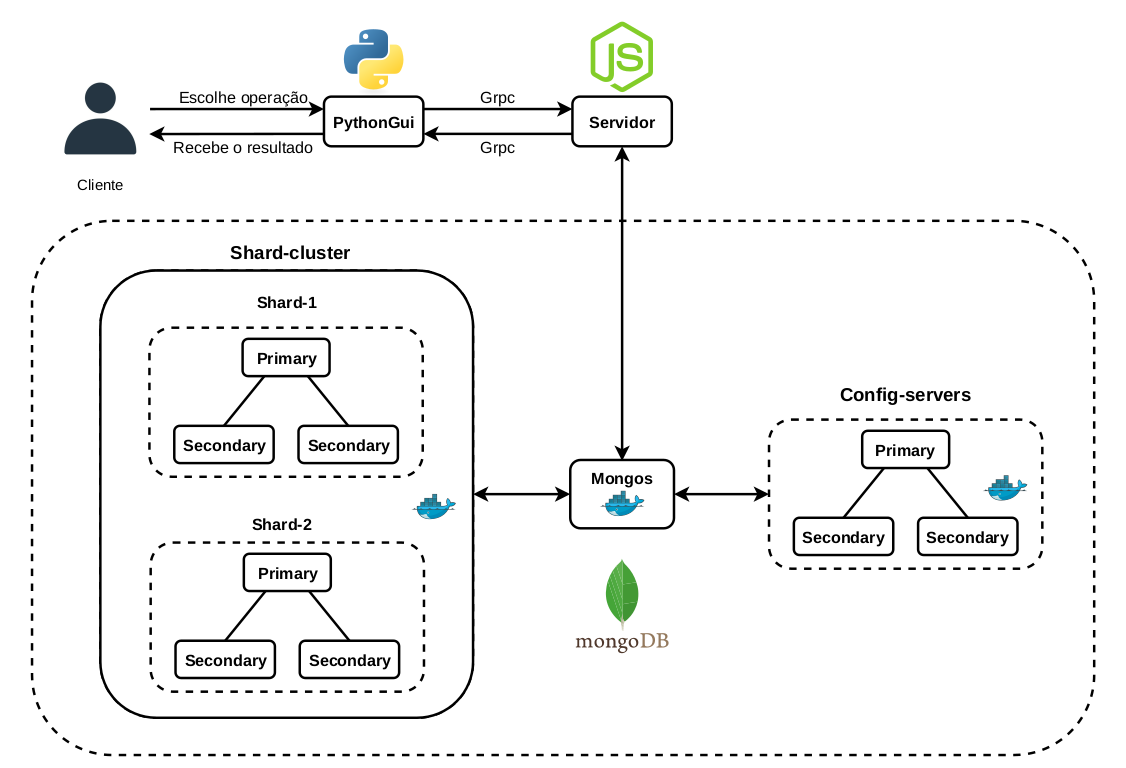 JS
Escolhe operação
Grpc
PythonGui
Servidor
Recebe o resultado
Grpc
Cliente
Shard-cluster
Shard-1
Primary
Secondary
Secondary
Shard-2
Primary
Secondary
Secondary
Mongos
mongoDB
Config-servers
Primary
Secondary
Secondary